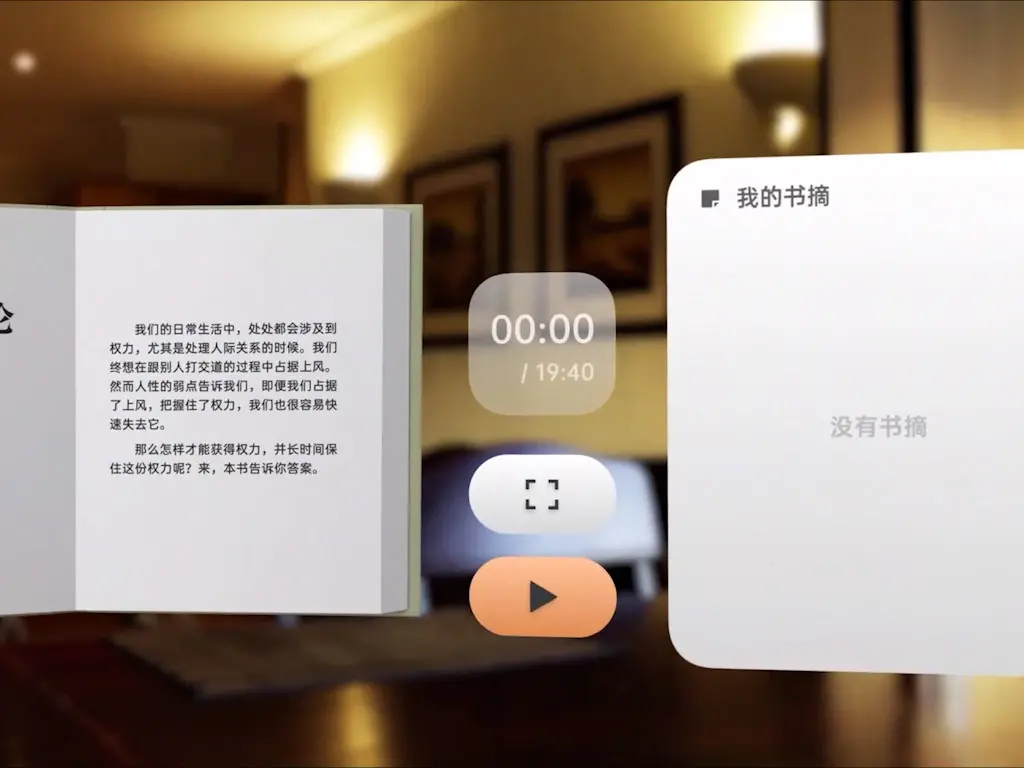 论
我们的日常生活中，处处都会涉及到
权力，尤其是处理人际关系的时候。我们
终想在跟别人打交道的过程中占据上风。
然而人性的弱点告诉我们，即便我们占据
了上风，把握住了权力，我们也很容易快
速失去它。
那么怎样才能获得权力，并长时间保
住这份权力呢？来，本书告诉你答案。
00:00
/ 19:40
我的书摘
没有书摘